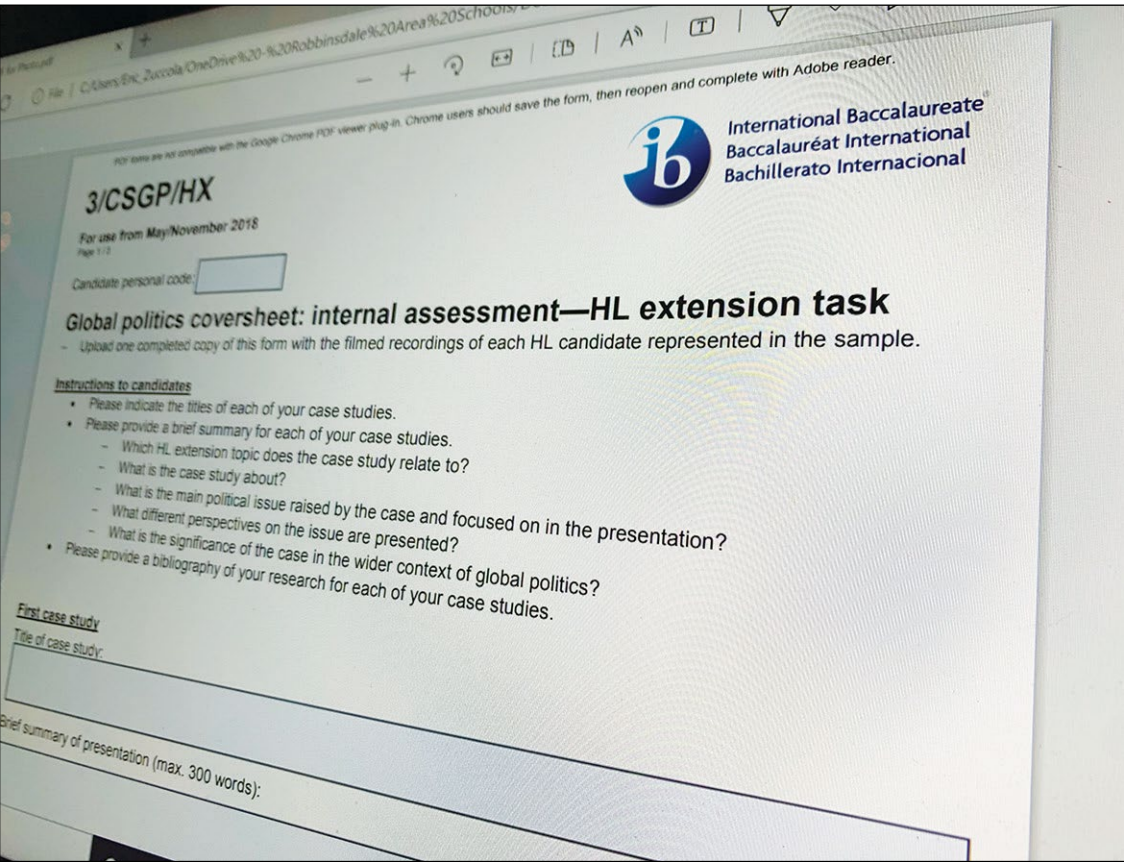 for Photo.pdf
File | C:/Users/Eric_Zuccola/OneDrive%20-%20Robbinsdale%20Area%20Schools/
PDF forms are not compatible with the Google Chrome PDF viewer plug-in. Chrome users should save the form, then reopen and complete with Adobe reader.
ib
International Baccalaureate®
Baccalauréat International
Bachillerato Internacional
3/CSGP/HX
For use from May/November 2018
Page 1 /
Candidate personal code:
Global politics coversheet: internal assessment—HL extension task
- Upload one completed copy of this form with the filmed recordings of each HL candidate represented in the sample.
Instructions to candidates
• Please indicate the titles of each of your case studies.
• Please provide a brief summary for each of your case studies.
- Which HL extension topic does the case study relate to?
- What is the case study about?
- What is the main political issue raised by the case and focused on in the presentation?
- What different perspectives on the issue are presented?
- What is the significance of the case in the wider context of global politics?
• Please provide a bibliography of your research for each of your case studies.
First case study
Title of case study:
Brief summary of presentation (max. 300 words):